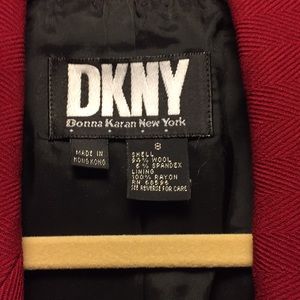 DKNY
Donna Karan New York
MADE IN
HONG KONG
8
SHELL
WOOL
6% SPANDEX
LINING
100% RAYON
RN 68596
SEE REVERSE FOR CARE